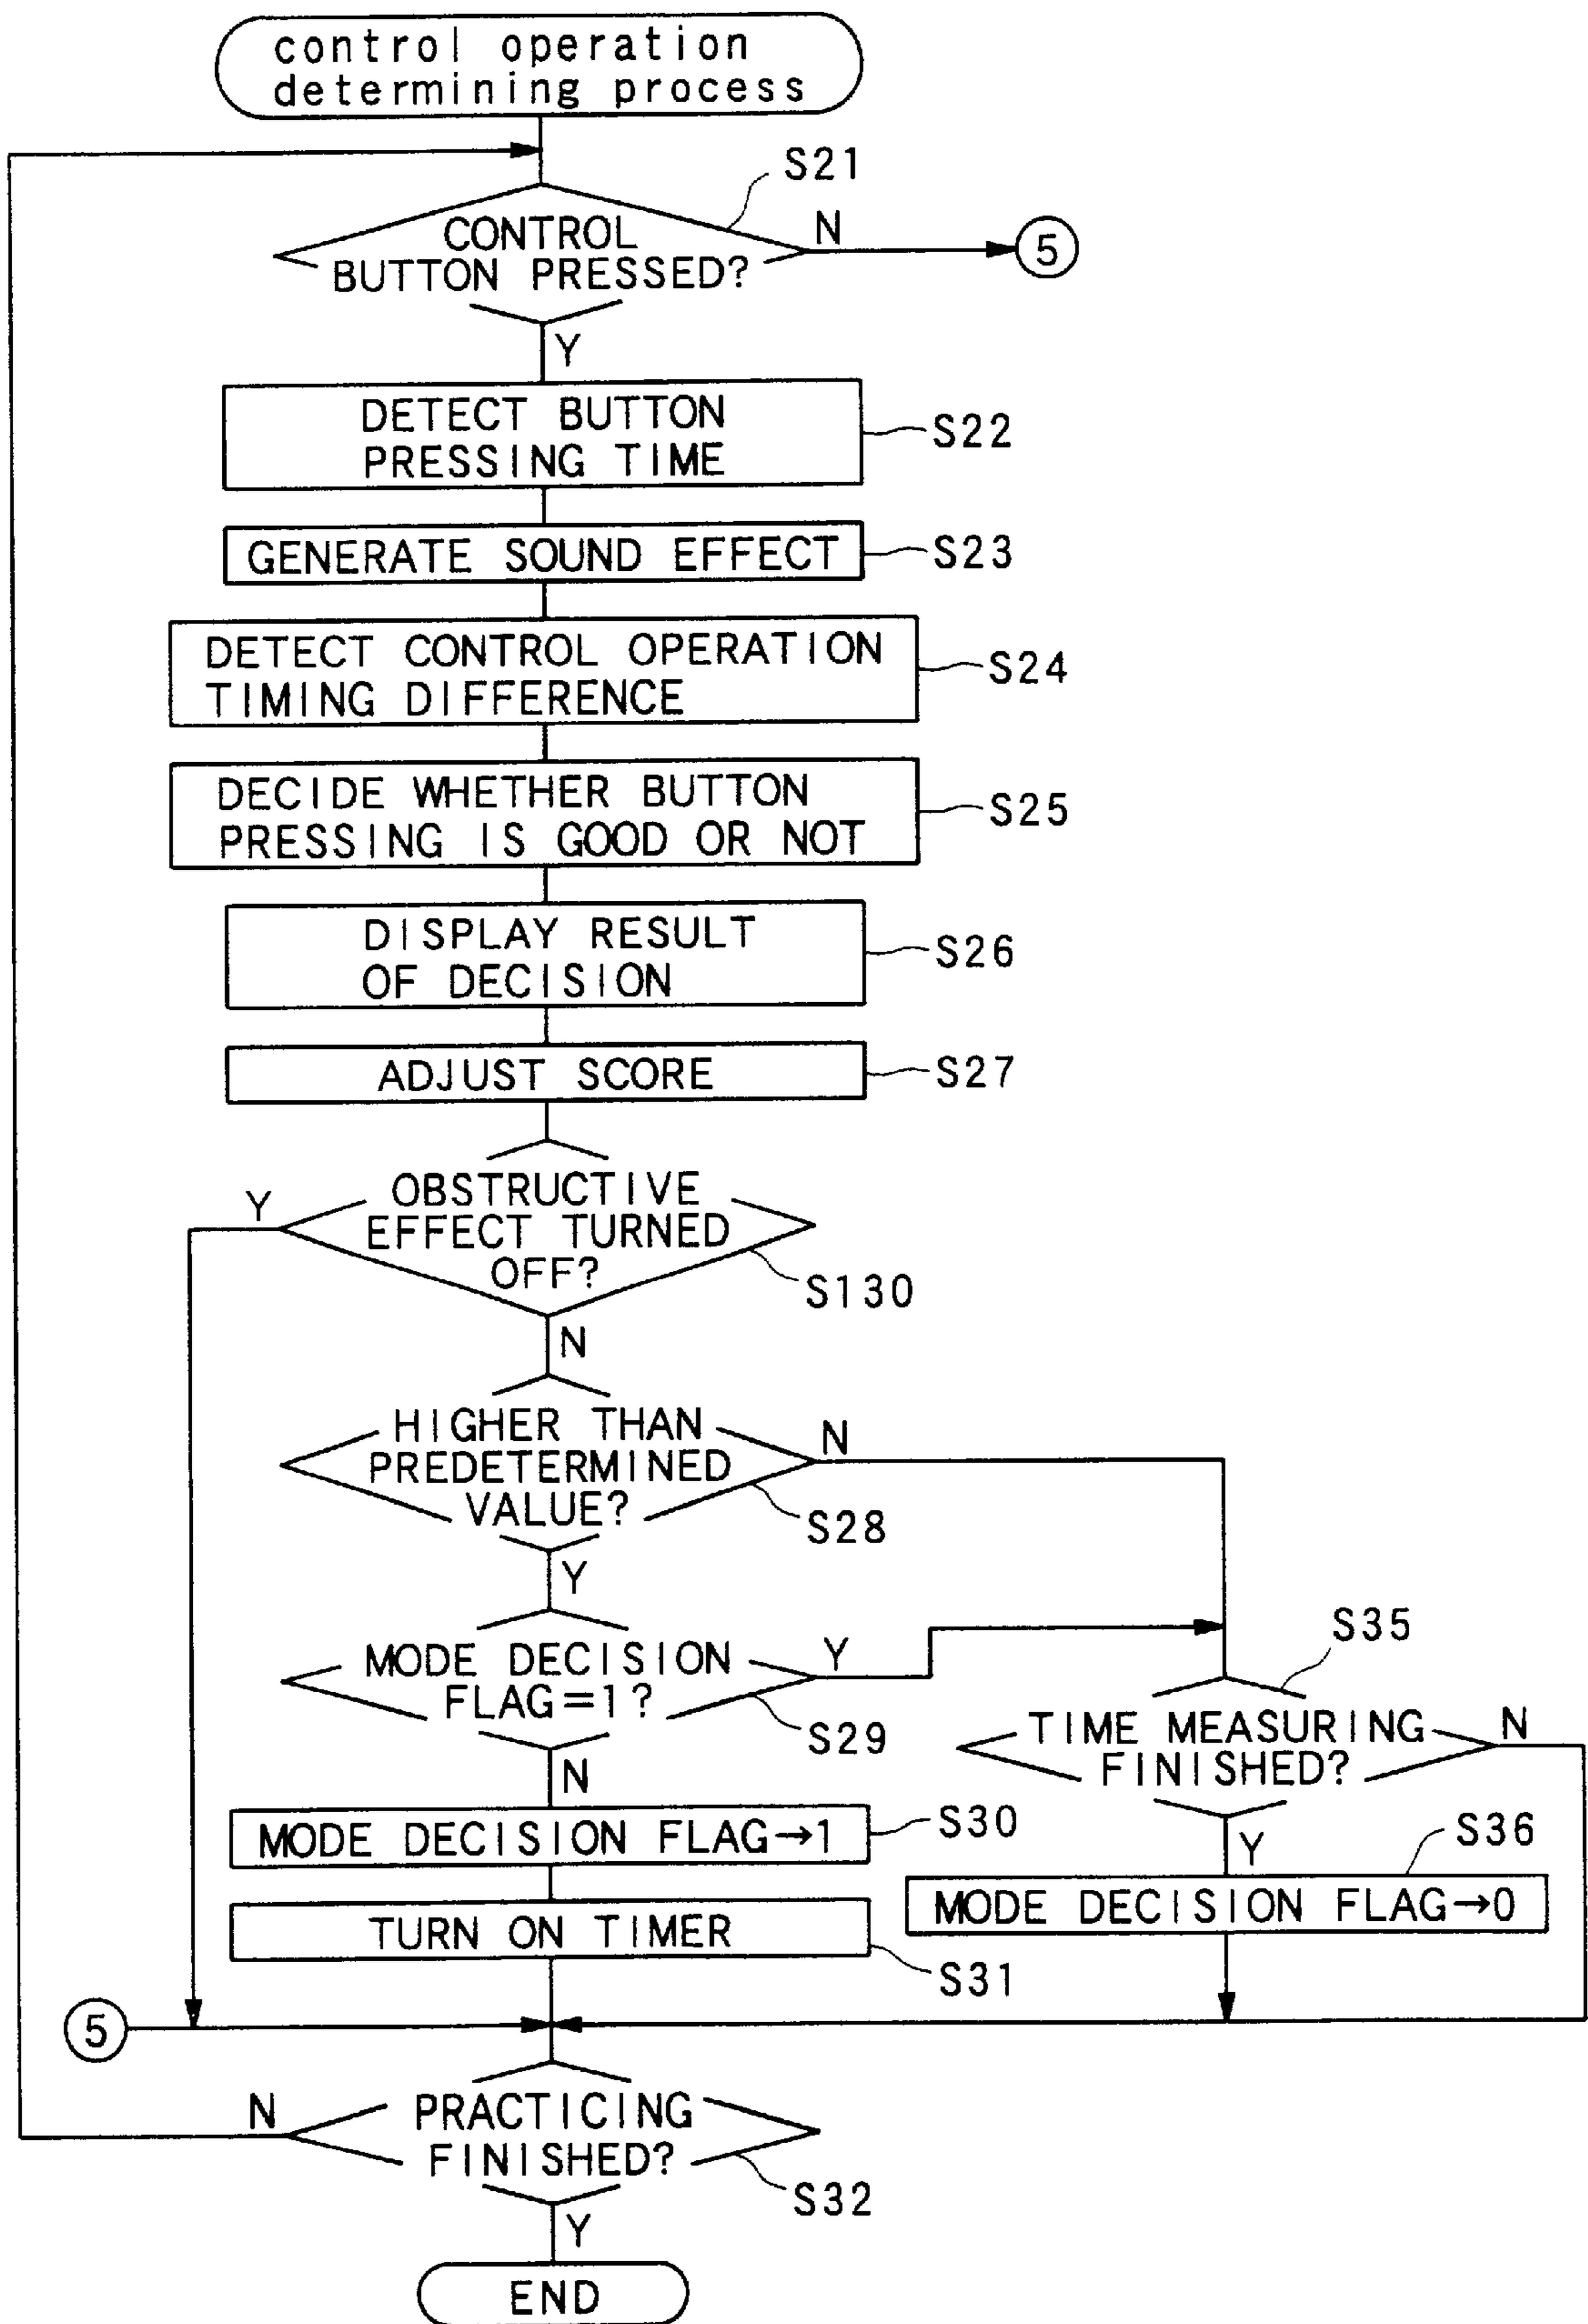 control operation
determining process
S21
CONTROL
BUTTON PRESSED?
N
5
Y
DETECT BUTTON
PRESSING TIME
S22
GENERATE SOUND EFFECT
S23
DETECT CONTROL OPERATION
TIMING DIFFERENCE
S24
DECIDE WHETHER BUTTON
PRESSING IS GOOD OR NOT
S25
DISPLAY RESULT
OF DECISION
S26
ADJUST SCORE
S27
Y
OBSTRUCTIVE
EFFECT TURNED
OFF?
S130
N
HIGHER THAN
PREDETERMINED
VALUE?
N
S28
Y
MODE DECISION
FLAG=1?
Y
S29
N
S35
TIME MEASURING
FINISHED?
N
Y
MODE DECISION FLAG→1
S30
S36
MODE DECISION FLAG→0
TURN ON TIMER
S31
5
N
PRACTICING
FINISHED?
S32
Y
END